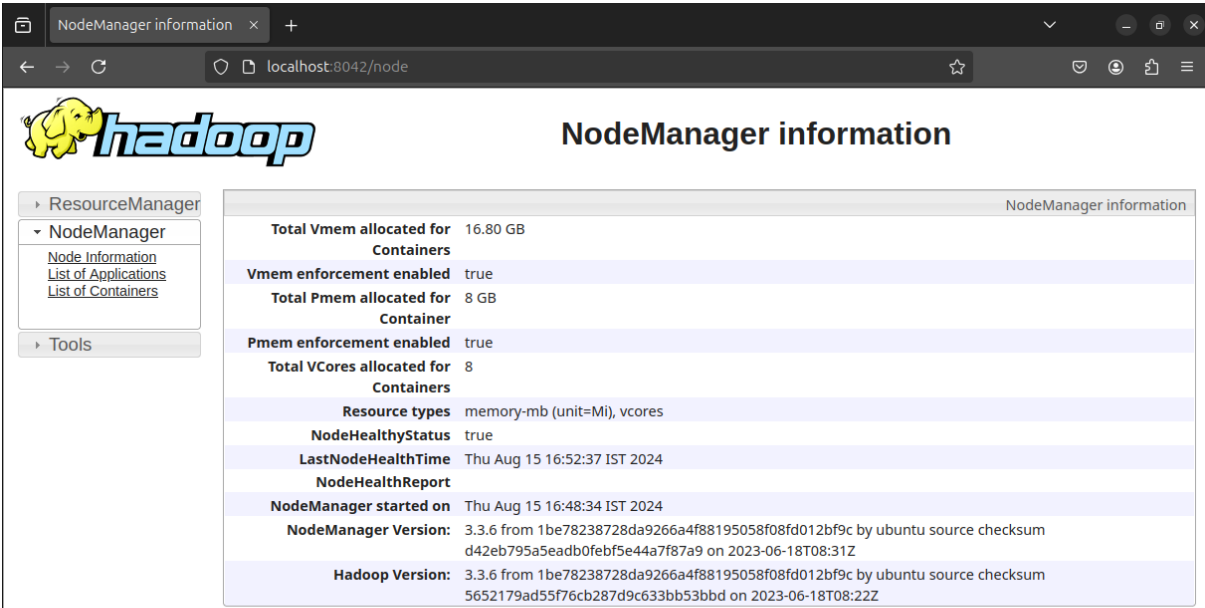 NodeManager information
localhost:8042/node
hadoop
NodeManager information
ResourceManager
NodeManager
Node Information
List of Applications
List of Containers
Tools
NodeManager information
Total Vmem allocated for 16.80 GB
Containers
Vmem enforcement enabled true
Total Pmem allocated for 8 GB
Container
Pmem enforcement enabled true
Total VCores allocated for 8
Containers
Resource types memory-mb (unit=Mi), vcores
NodeHealthyStatus true
LastNodeHealthTime Thu Aug 15 16:52:37 IST 2024
NodeHealthReport
NodeManager started on Thu Aug 15 16:48:34 IST 2024
NodeManager Version: 3.3.6 from 1be78238728da9266a4f88195058f08fd012bf9c by ubuntu source checksum
d42eb795a5eadb0febf5e44a7f87a9 on 2023-06-18T08:31Z
Hadoop Version: 3.3.6 from 1be78238728da9266a4f88195058f08fd012bf9c by ubuntu source checksum
5652179ad55f76cb287d9c633bb53bbd on 2023-06-18T08:22Z